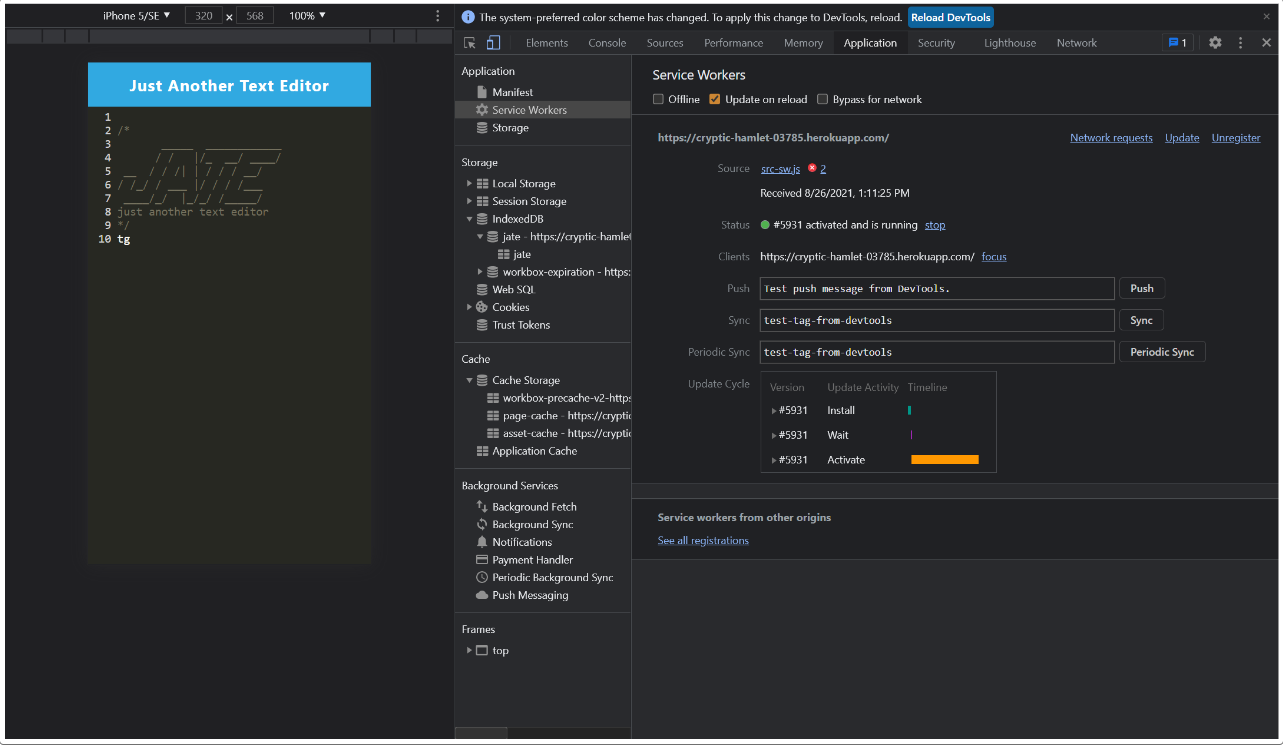 iPhone 5/SE ▼ 320 × 568 100% ▼
Just Another Text Editor
1
2 /*
3       _____  ____________
4      / /   |/_  __/ ____/
5  __  / / /| | / / / __/
6 / /_/ / ___ |/ / / /___
7  ____/_/  |_/_/ /_____/
8 just another text editor
9 */
10 tg
The system-preferred color scheme has changed. To apply this change to DevTools, reload. Reload DevTools
Elements Console Sources Performance Memory Application Security Lighthouse Network 1
Application
Manifest
Service Workers
Storage
Storage
Local Storage
Session Storage
IndexedDB
jate - https://cryptic-hamlet
jate
workbox-expiration - https:
Web SQL
Cookies
Trust Tokens
Cache
Cache Storage
workbox-precache-v2-https
page-cache - https://cryptic
asset-cache - https://cryptic
Application Cache
Background Services
Background Fetch
Background Sync
Notifications
Payment Handler
Periodic Background Sync
Push Messaging
Frames
top
Service Workers
Offline Update on reload Bypass for network
https://cryptic-hamlet-03785.herokuapp.com/ Network requests Update Unregister
Source src-sw.js 2
Received 8/26/2021, 1:11:25 PM
Status #5931 activated and is running stop
Clients https://cryptic-hamlet-03785.herokuapp.com/ focus
Push Test push message from DevTools. Push
Sync test-tag-from-devtools Sync
Periodic Sync test-tag-from-devtools Periodic Sync
Update Cycle Version Update Activity Timeline
#5931 Install
#5931 Wait
#5931 Activate
Service workers from other origins
See all registrations